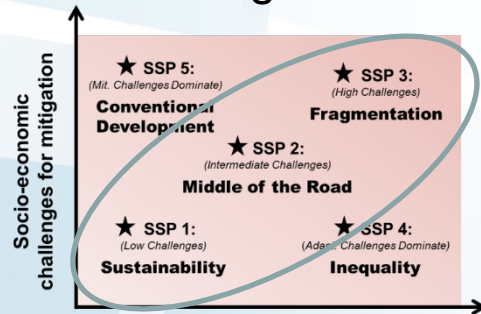 Socio-economic
challenges for mitigation
★ SSP 5:
(Mit. Challenges Dominate)
Conventional
Development
★ SSP 3:
(High Challenges)
Fragmentation
★ SSP 2:
(Intermediate Challenges)
Middle of the Road
★ SSP 1:
(Low Challenges)
Sustainability
★ SSP 4:
(Adapt. Challenges Dominate)
Inequality